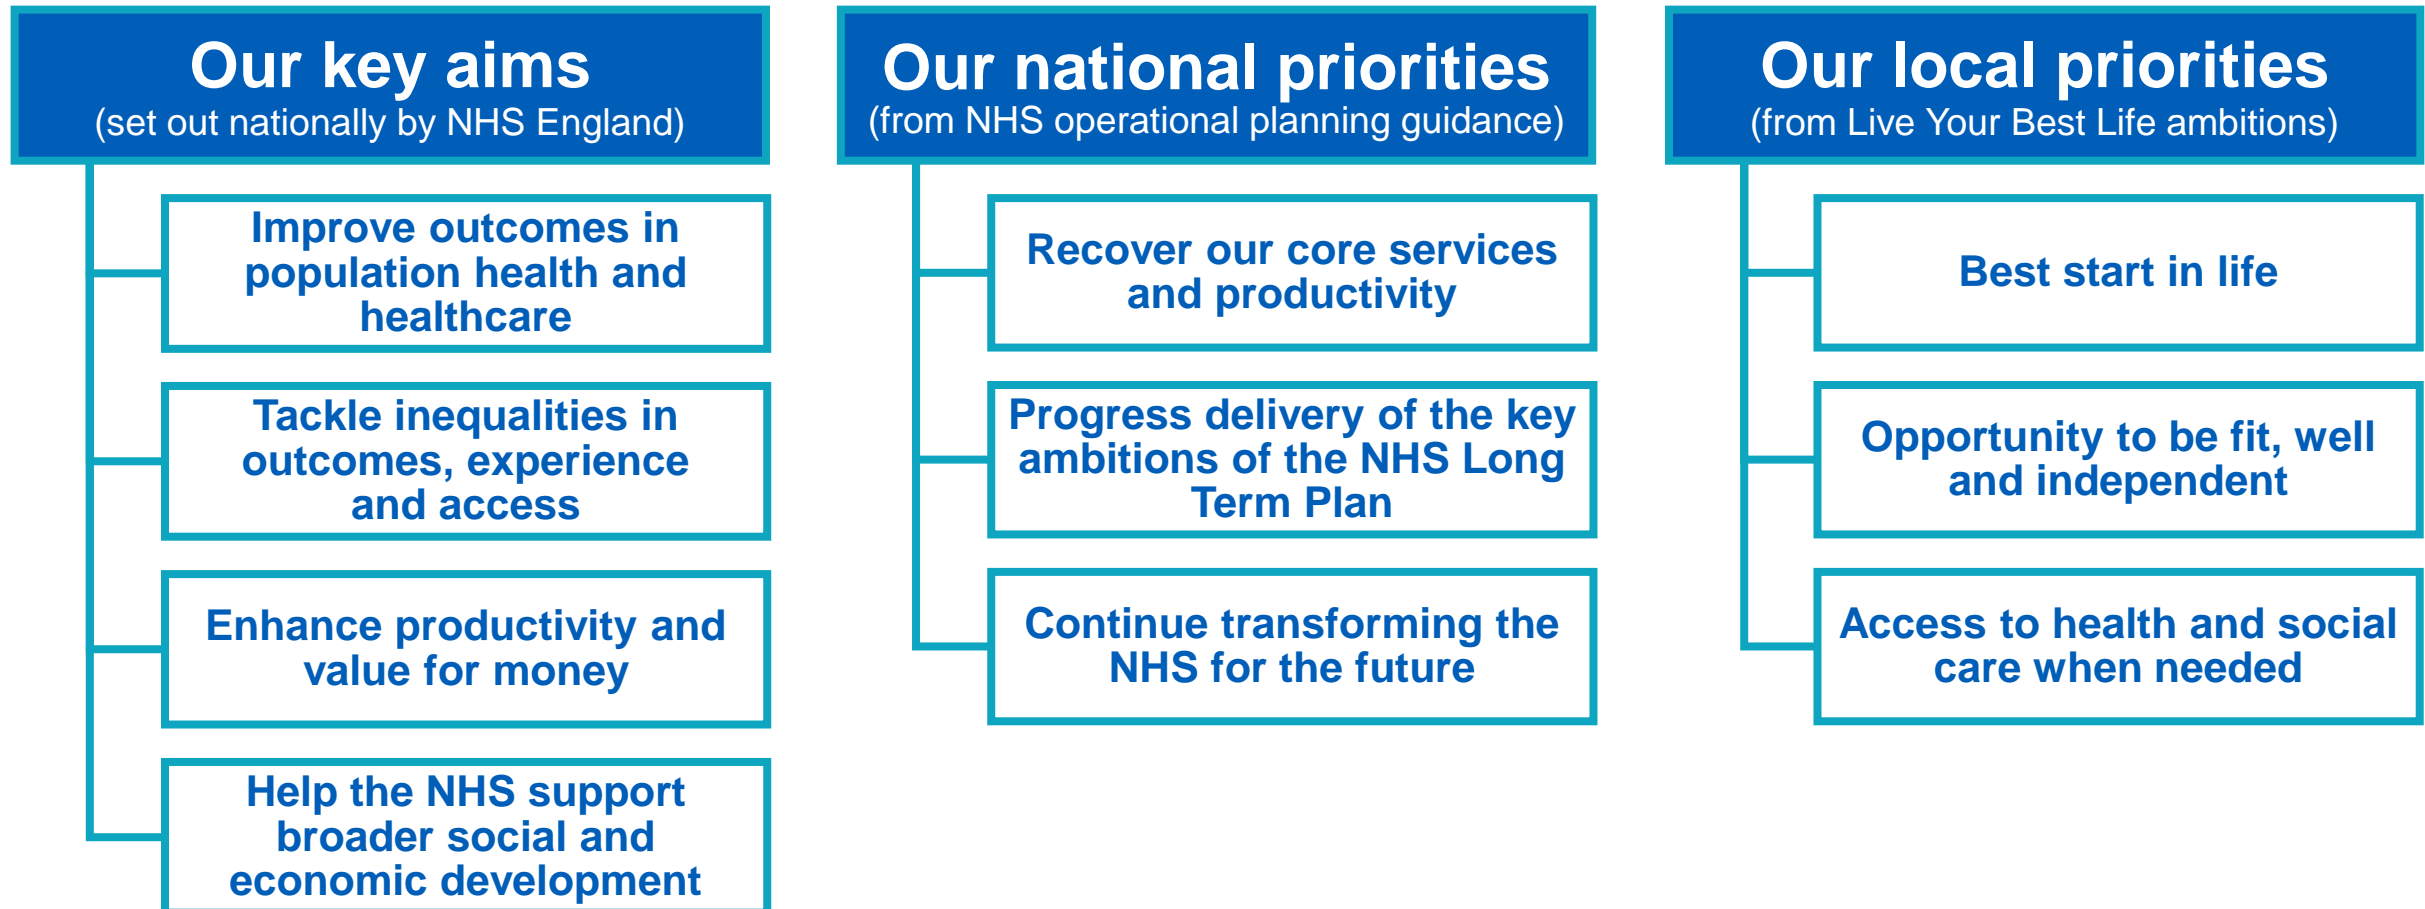 Our key aims
(set out nationally by NHS England)
Improve outcomes in
population health and
healthcare
Tackle inequalities in
outcomes, experience
and access
Enhance productivity and
value for money
Help the NHS support
broader social and
economic development
Our national priorities
(from NHS operational planning guidance)
Recover our core services
and productivity
Progress delivery of the key
ambitions of the NHS Long
Term Plan
Continue transforming the
NHS for the future
Our local priorities
(from Live Your Best Life ambitions)
Best start in life
Opportunity to be fit, well
and independent
Access to health and social
care when needed